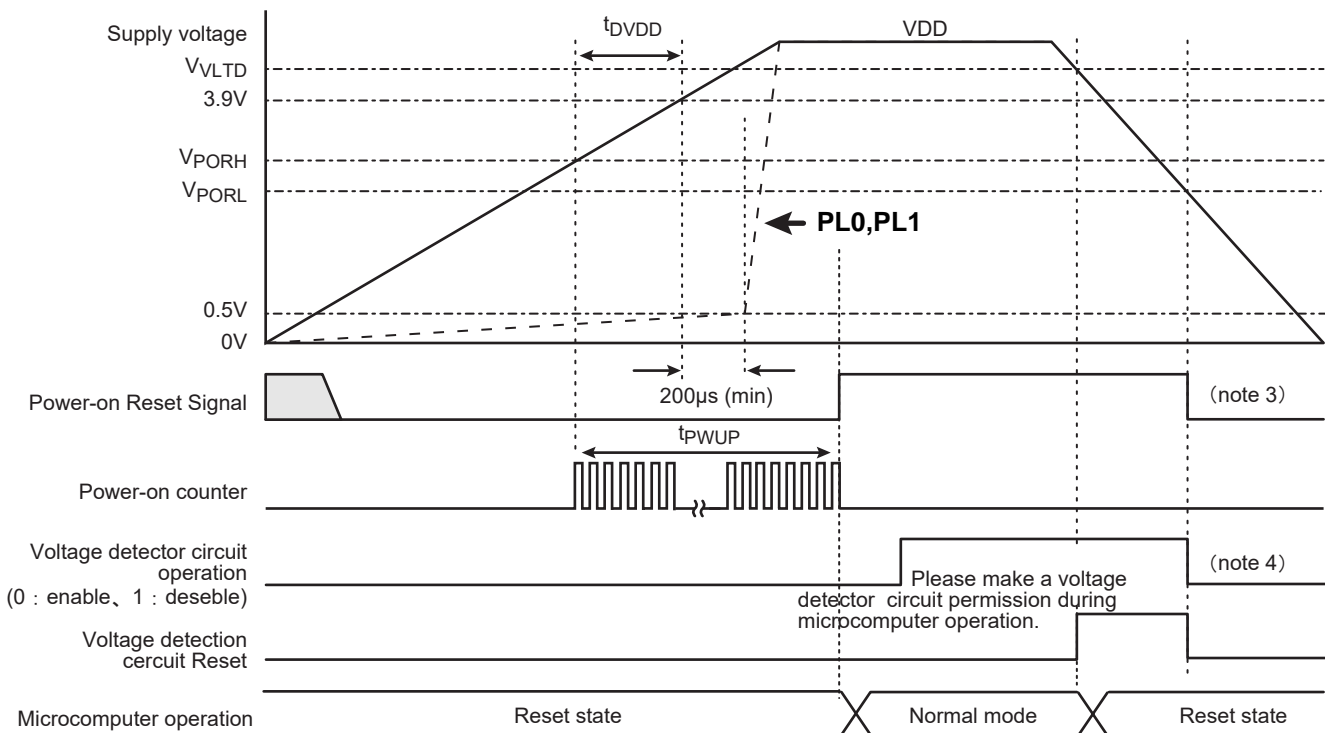 tDVDD
Supply voltage
VDD
VVLTD
3.9V
VPORH
VPORL
PL0,PL1
0.5V
0V
200µs (min)
Power-on Reset Signal
（note 3）
tPWUP
Power-on counter
Voltage detector circuit
operation
(0：enable、1：deseble)
（note 4）
Please make a voltage
detector circuit permission during
microcomputer operation.
Voltage detection
cercuit Reset
Microcomputer operation
Reset state
Normal mode
Reset state